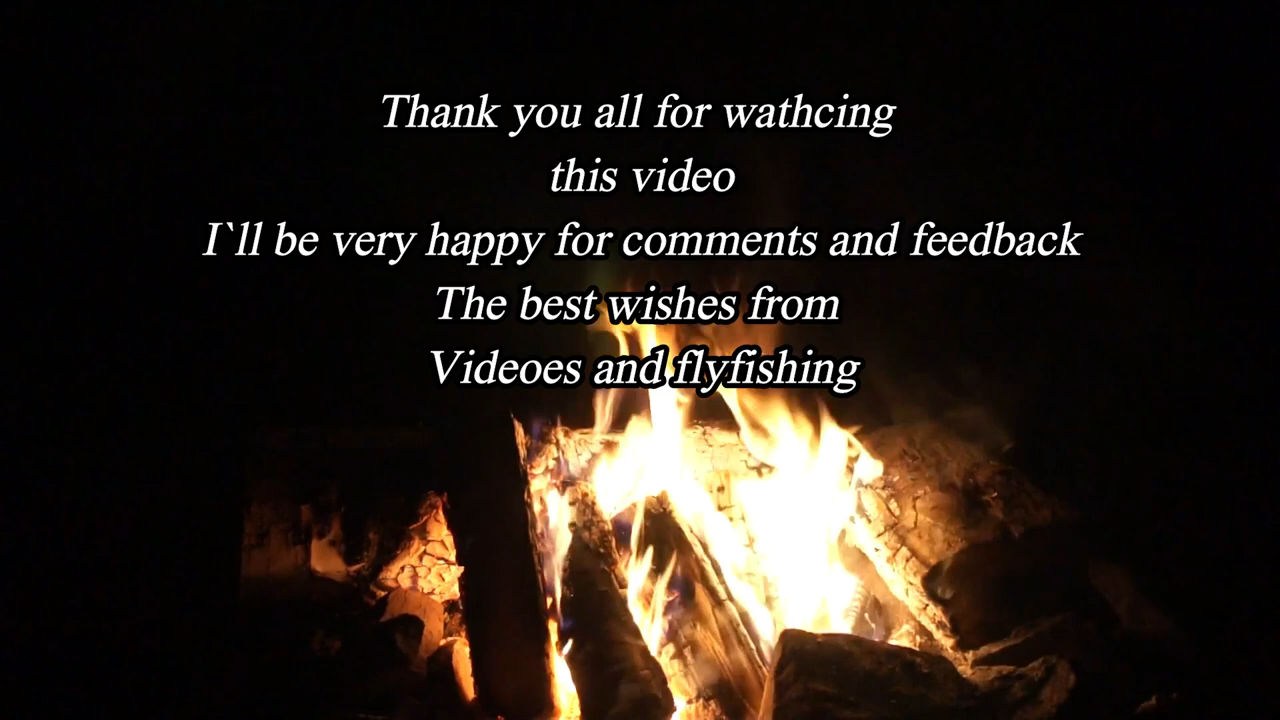 Thank you all for wathcing
this video
I`ll be very happy for comments and feedback
The best wishes from
Videoes and flyfishing